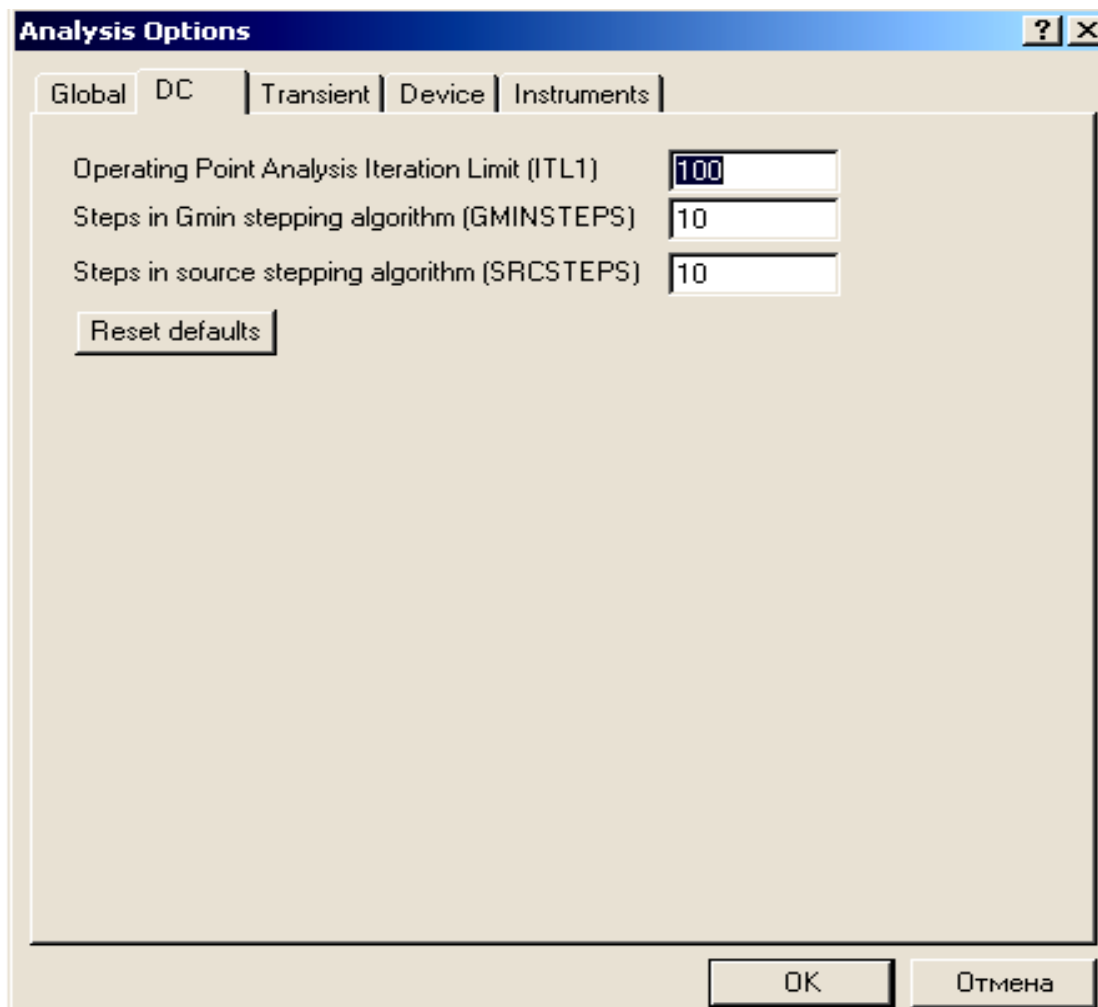 Analysis Options
Global DC Transient Device Instruments
Operating Point Analysis Iteration Limit (ITL1) 100
Steps in Gmin stepping algorithm (GMINSTEPS) 10
Steps in source stepping algorithm (SRCSTEPS) 10
Reset defaults
OK Отмена